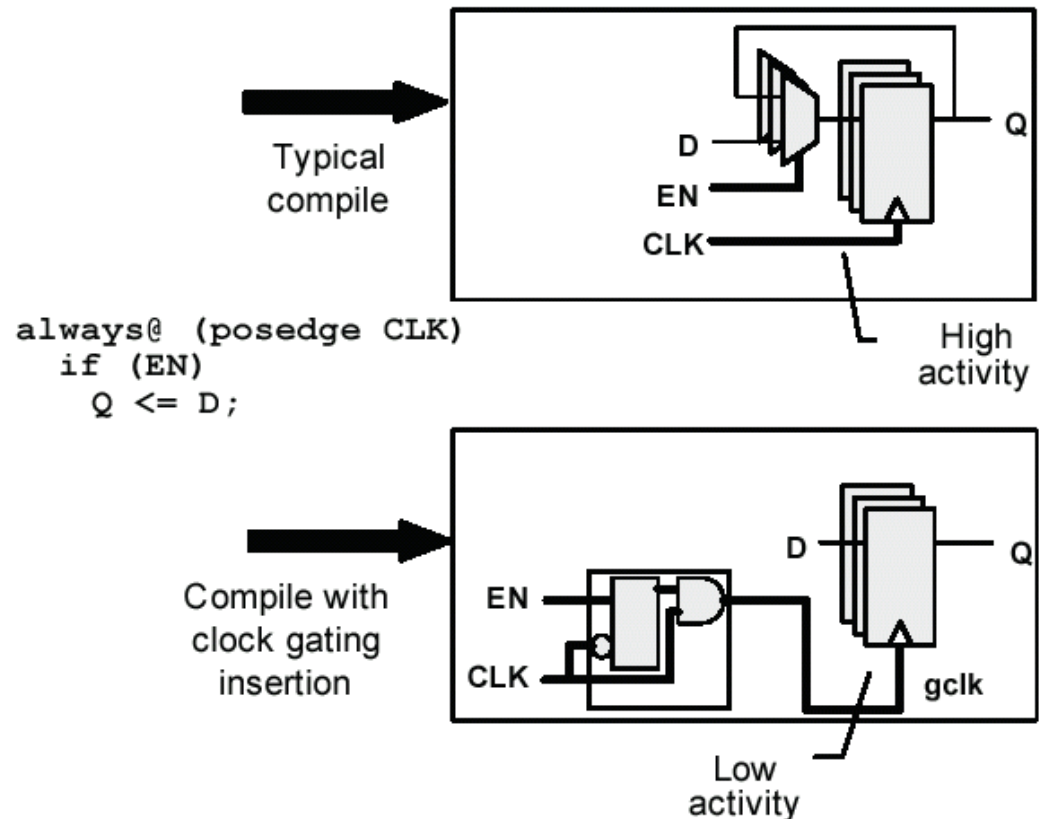 Typical
compile
D
EN
CLK
Q
High
activity
always@ (posedge CLK)
if (EN)
Q <= D;
Compile with
clock gating
insertion
EN
CLK
D
Q
gclk
Low
activity